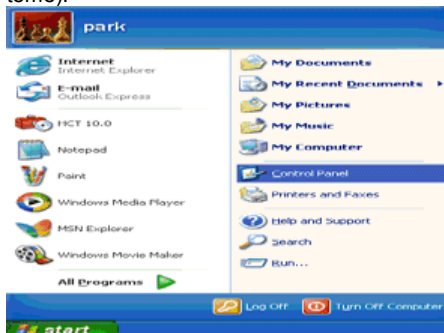 park
Internet
Internet Explorer
E-mail
Outlook Express
HCT 10.0
Notepad
Paint
Windows Media Player
MSN Explorer
Windows Movie Maker
All Programs
My Documents
My Recent Documents
My Pictures
My Music
My Computer
Control Panel
Printers and Faxes
Help and Support
Search
Run...
Log Off
Turn Off Computer
start